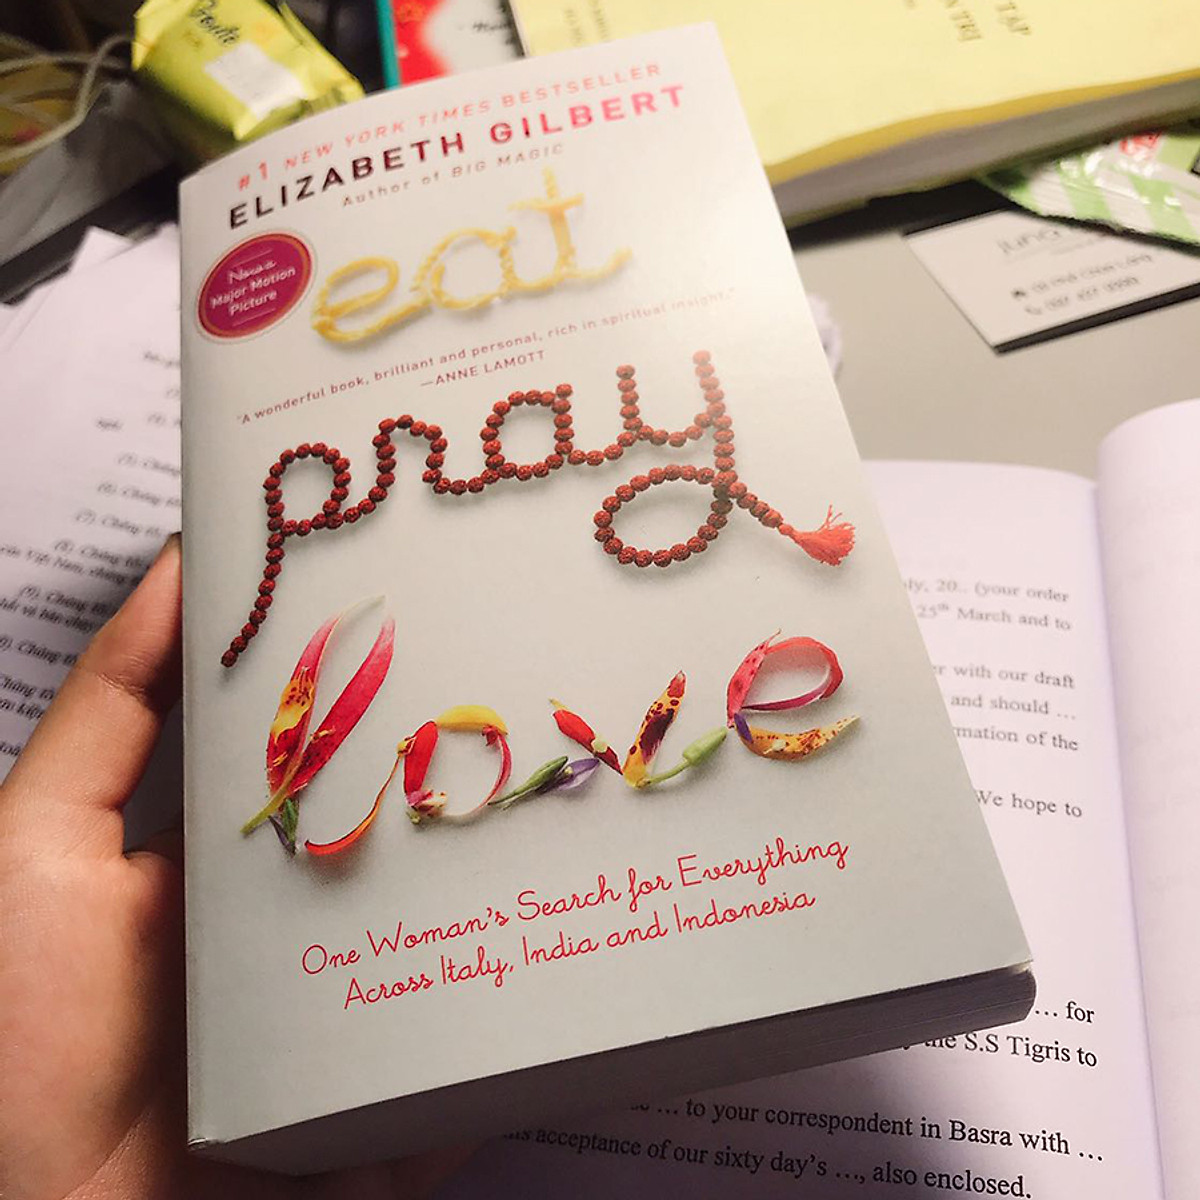 #1 NEW YORK TIMES BESTSELLER
ELIZABETH GILBERT
Author of BIG MAGIC
eat
Now a
Major Motion
Picture
"A wonderful book, brilliant and personal, rich in spiritual insight."
—ANNE LAMOTT
pray
love
One Woman's Search for Everything
Across Italy, India and Indonesia
TẬP
TRỊ
20.. (your order
25th March and to
with our draft
and should ...
mation of the
We hope to
... for
the S.S Tigris to
... to your correspondent in Basra with ...
acceptance of our sixty day's ..., also enclosed.